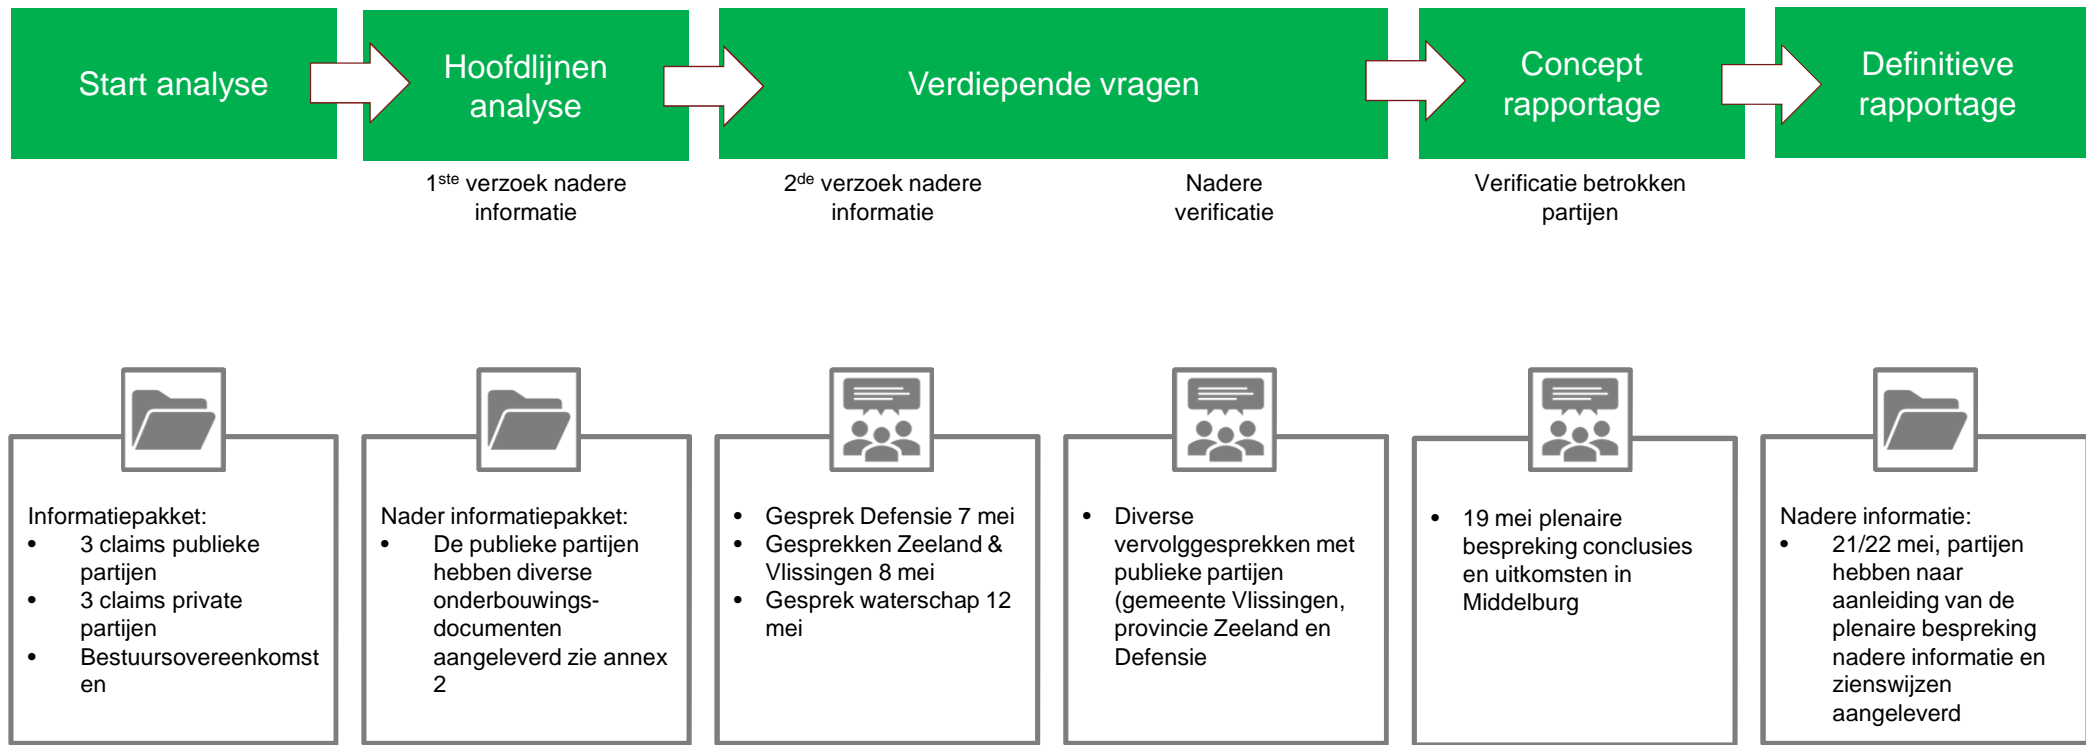 Start analyse
Hoofdlijnen
analyse
Verdiepende vragen
Concept
rapportage
Definitieve
rapportage
1ste verzoek nadere
informatie
2de verzoek nadere
informatie
Nadere
verificatie
Verificatie betrokken
partijen
Informatiepakket:
• 3 claims publieke
partijen
• 3 claims private
partijen
• Bestuursovereenkomst
en
Nader informatiepakket:
• De publieke partijen
hebben diverse
onderbouwings-
documenten
aangeleverd zie annex
2
• Gesprek Defensie 7 mei
• Gesprekken Zeeland &
Vlissingen 8 mei
• Gesprek waterschap 12
mei
• Diverse
vervolggesprekken met
publieke partijen
(gemeente Vlissingen,
provincie Zeeland en
Defensie
• 19 mei plenaire
bespreking conclusies
en uitkomsten in
Middelburg
Nadere informatie:
• 21/22 mei, partijen
hebben naar
aanleiding van de
plenaire bespreking
nadere informatie en
zienswijzen
aangeleverd